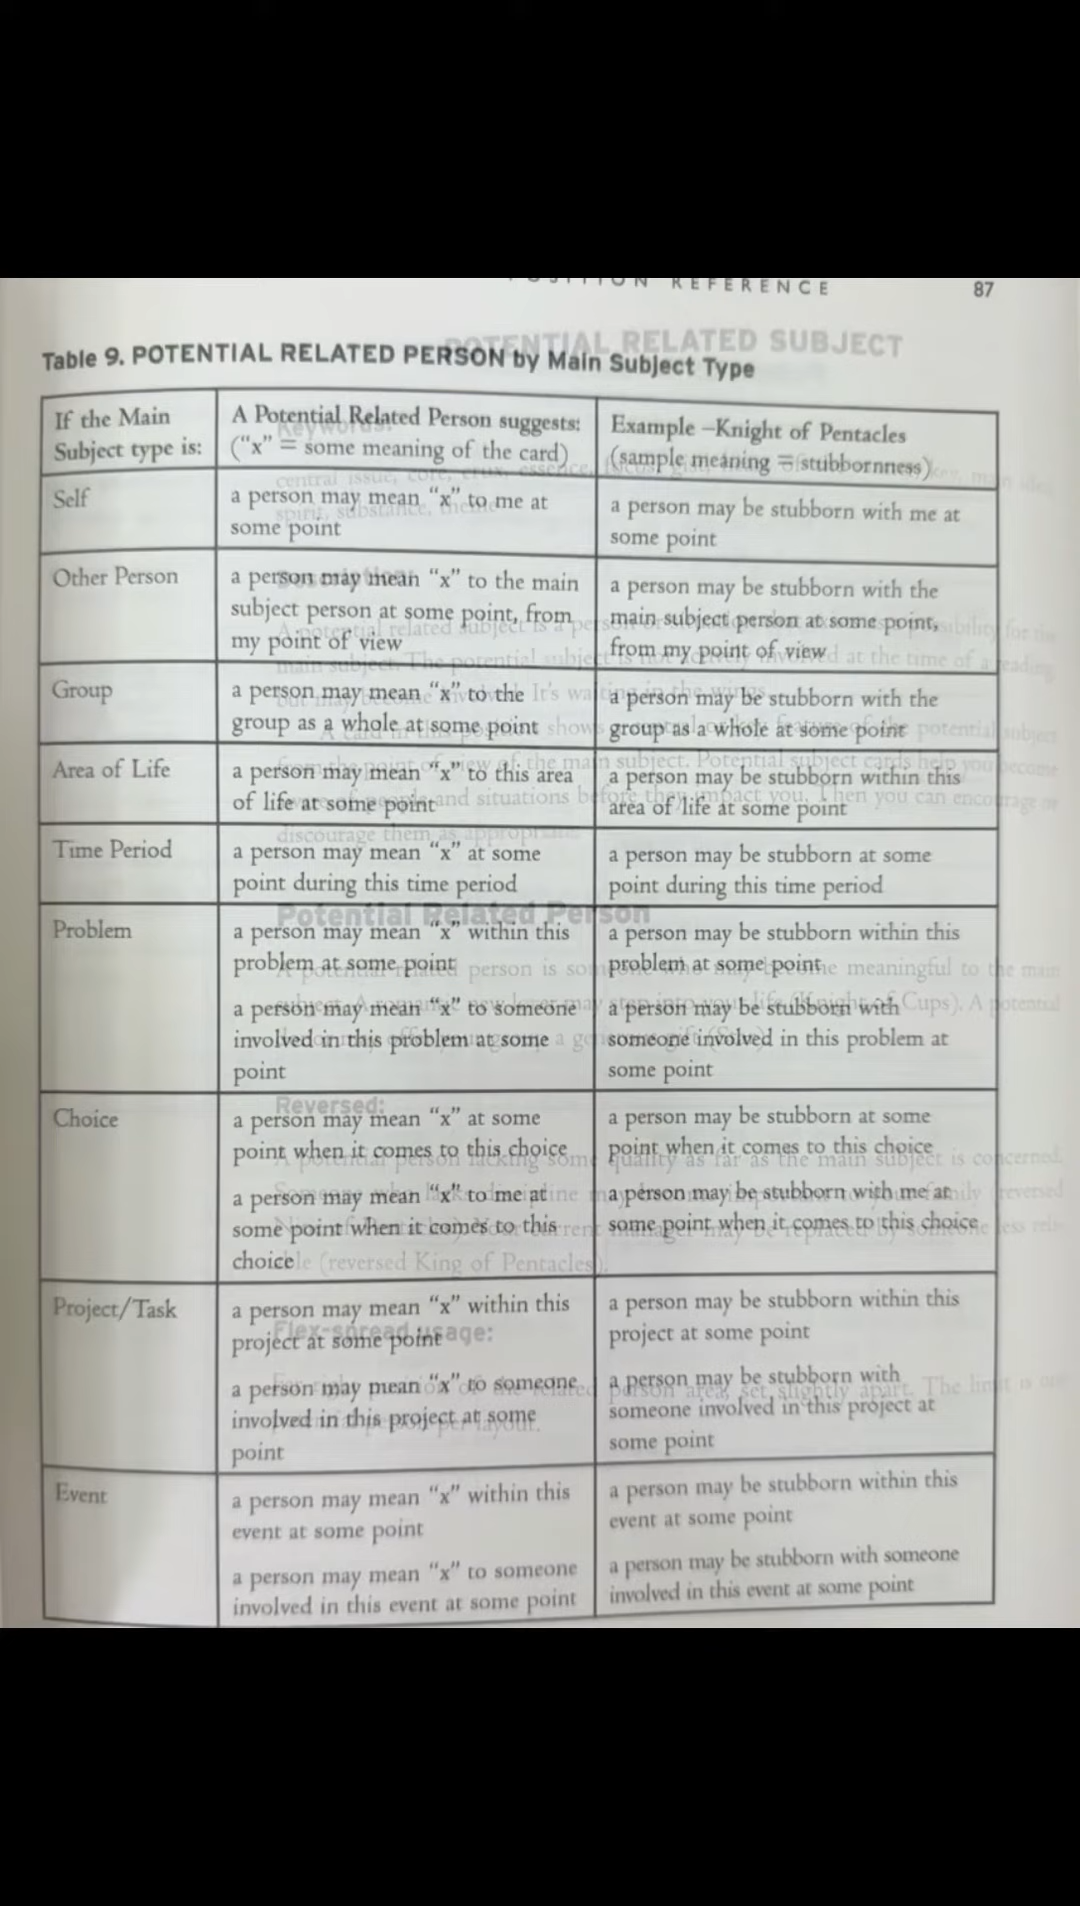 POSITION REFERENCE 87
POTENTIAL RELATED SUBJECT
Table 9. POTENTIAL RELATED PERSON by Main Subject Type
If the Main
Subject type is:
A Potential Related Person suggests:
("x" = some meaning of the card)
Example –Knight of Pentacles
(sample meaning = stubbornness)
Self
a person may mean "x" to me at
some point
a person may be stubborn with me at
some point
Other Person
a person may mean "x" to the main
subject person at some point, from
my point of view
a person may be stubborn with the
main subject person at some point,
from my point of view
Group
a person may mean "x" to the
group as a whole at some point
a person may be stubborn with the
group as a whole at some point
Area of Life
a person may mean "x" to this area
of life at some point
a person may be stubborn within this
area of life at some point
Time Period
a person may mean "x" at some
point during this time period
a person may be stubborn at some
point during this time period
Potential Related Person
Problem
a person may mean "x" within this
problem at some point
a person may mean "x" to someone
involved in this problem at some
point
a person may be stubborn within this
problem at some point
a person may be stubborn with
someone involved in this problem at
some point
Reversed:
Choice
a person may mean "x" at some
point when it comes to this choice
a person may mean "x" to me at
some point when it comes to this
choice
a person may be stubborn at some
point when it comes to this choice
a person may be stubborn with me at
some point when it comes to this choice
(reversed King of Pentacles).
Project/Task
a person may mean "x" within this
project at some point
a person may mean "x" to someone
involved in this project at some
point
a person may be stubborn within this
project at some point
a person may be stubborn with
someone involved in this project at
some point
Flex-spread usage:
Event
a person may mean "x" within this
event at some point
a person may mean "x" to someone
involved in this event at some point
a person may be stubborn within this
event at some point
a person may be stubborn with someone
involved in this event at some point